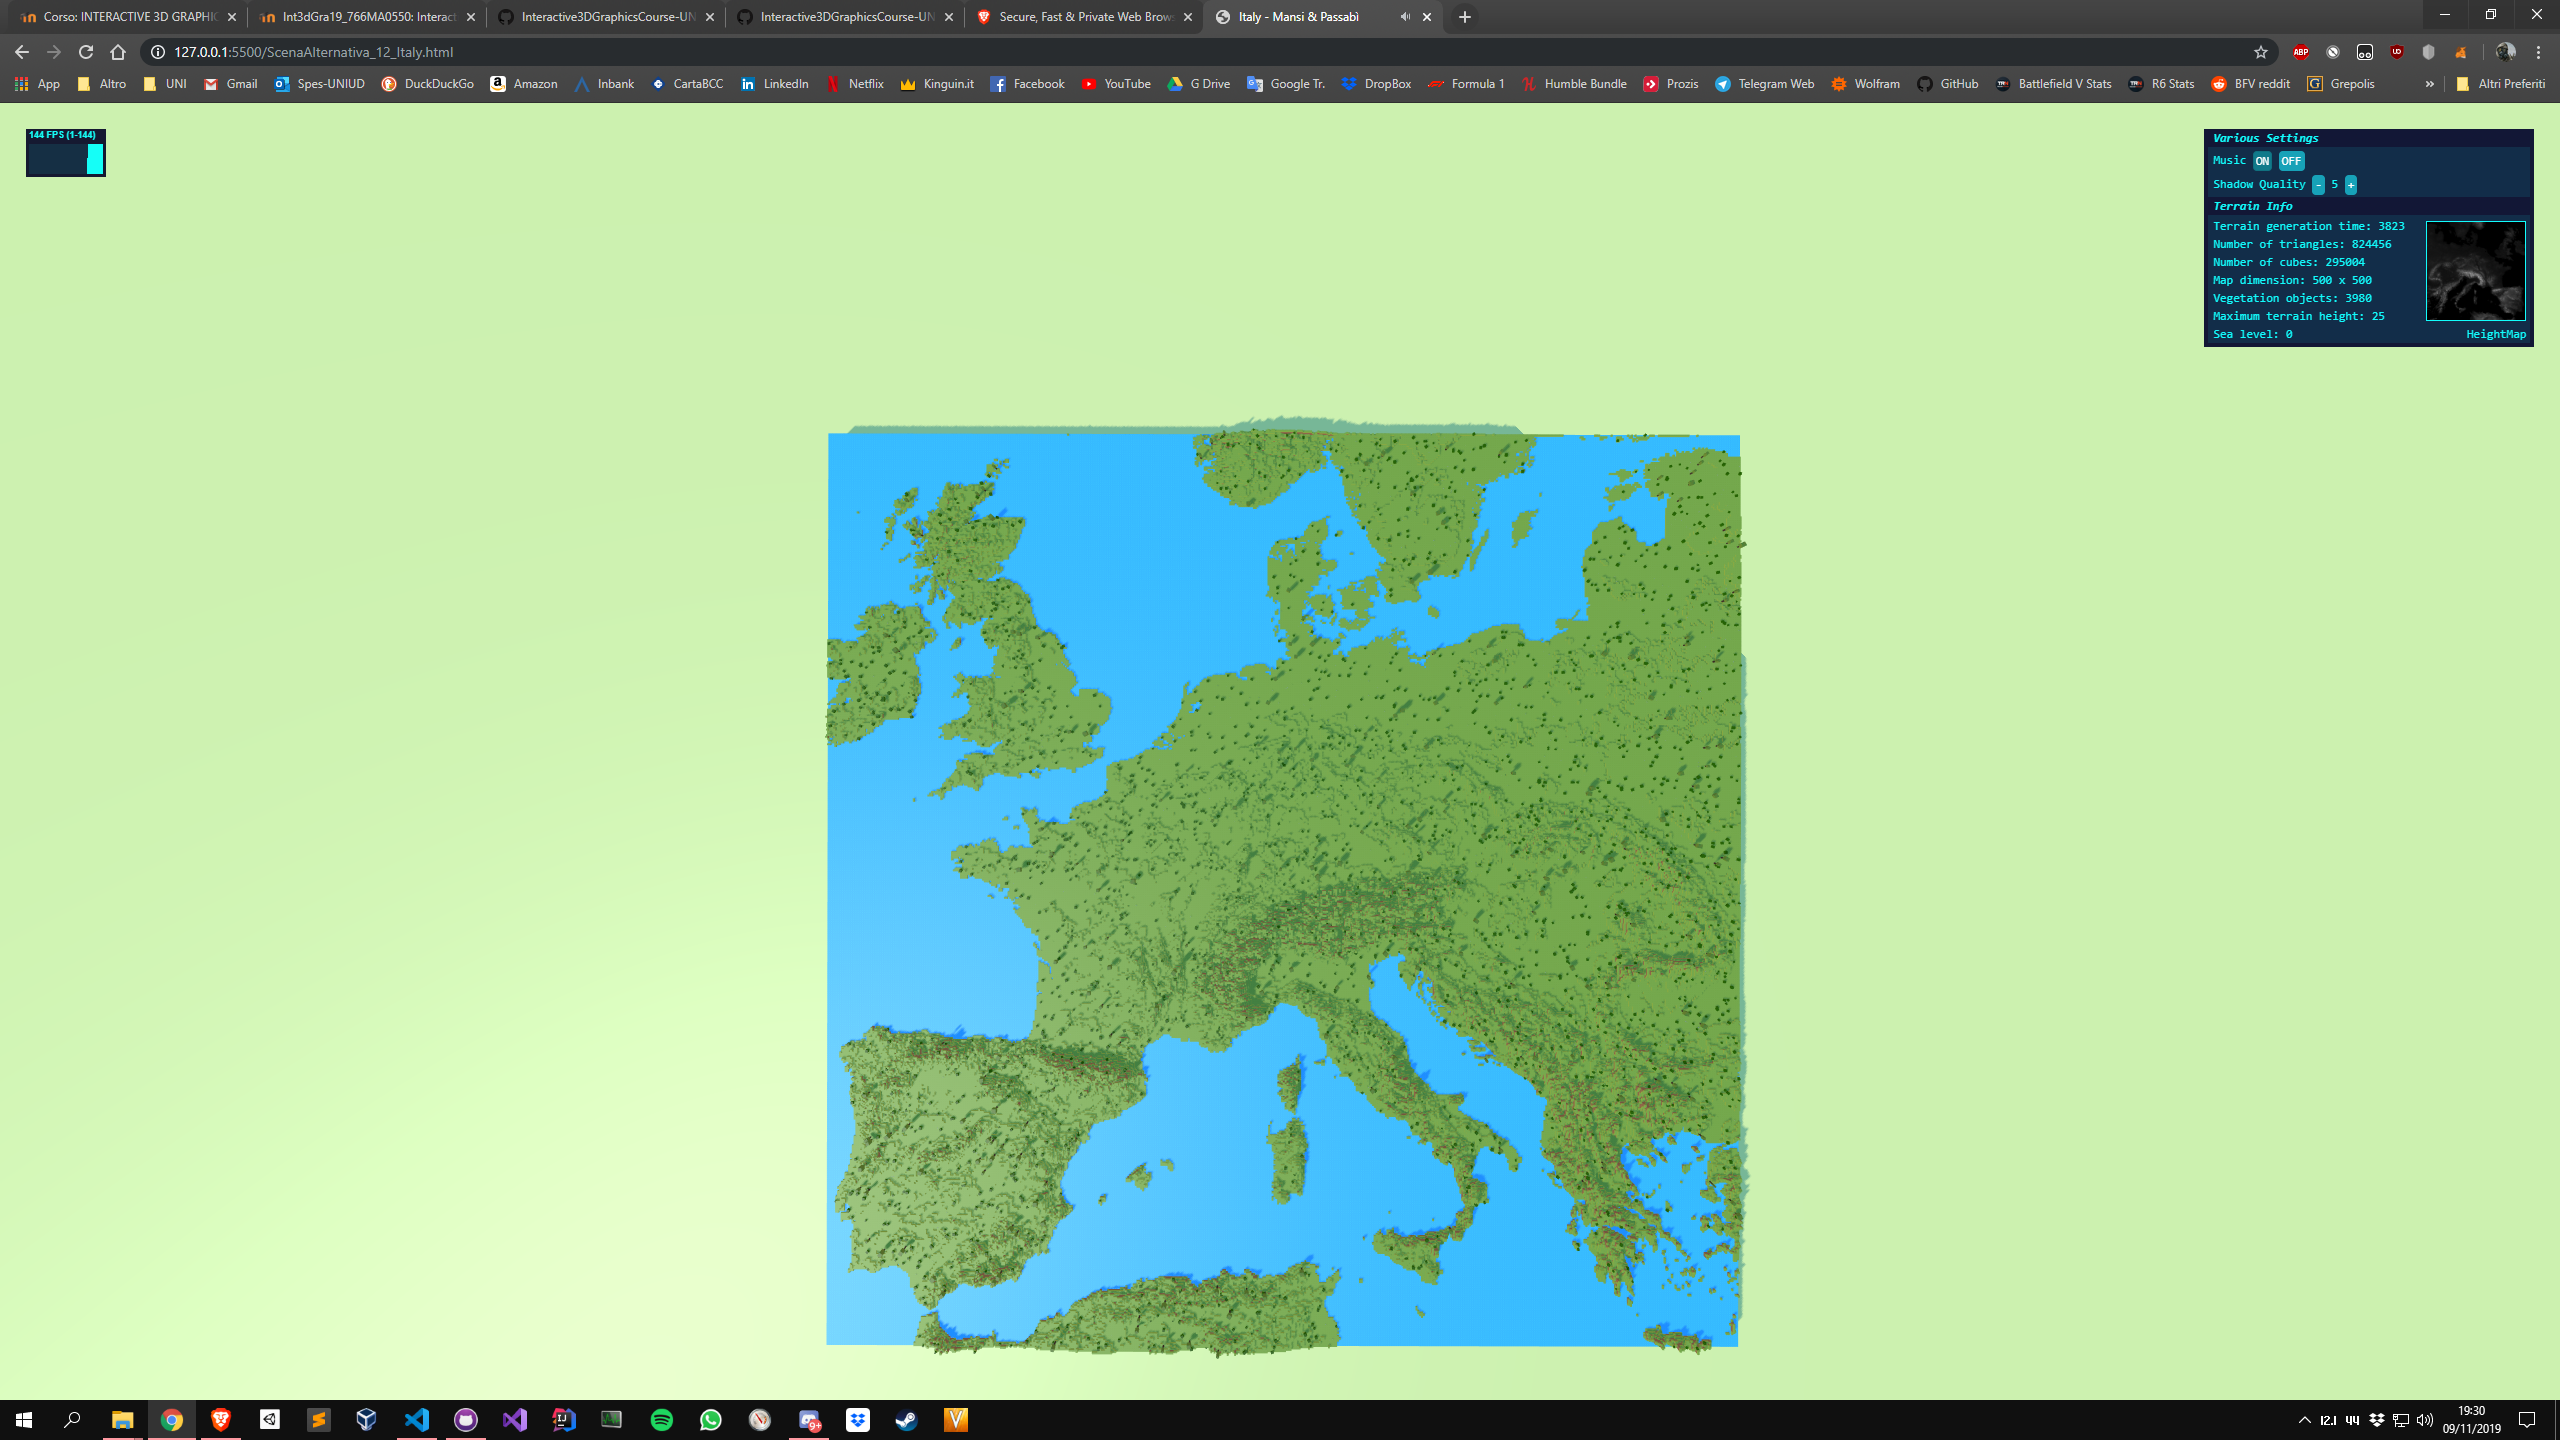 Corso: INTERACTIVE 3D GRAPHIC
Int3dGra19_766MA0550: Interact
Interactive3DGraphicsCourse-UN
Interactive3DGraphicsCourse-UN
Secure, Fast & Private Web Brow
Italy - Mansi & Passabì
127.0.0.1:5500/ScenaAlternativa_12_Italy.html
ABP
App Altro UNI Gmail Spes-UNIUD DuckDuckGo Amazon Inbank CartaBCC LinkedIn Netflix Kinguin.it Facebook YouTube G Drive Google Tr. DropBox Formula 1 Humble Bundle Prozis Telegram Web Wolfram GitHub Battlefield V Stats R6 Stats BFV reddit Grepolis » Altri Preferiti
144 FPS (1-144)
Various Settings
Music ON OFF
Shadow Quality - 5 +
Terrain Info
Terrain generation time: 3823
Number of triangles: 824456
Number of cubes: 295004
Map dimension: 500 x 500
Vegetation objects: 3980
Maximum terrain height: 25
Sea level: 0
HeightMap
9+
12.1 44
19:30
09/11/2019